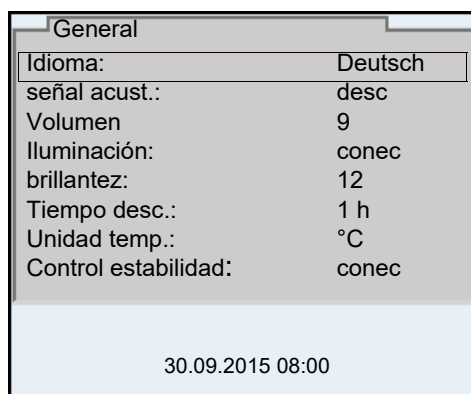 General
Idioma: Deutsch
señal acust.: desc
Volumen 9
Iluminación: conec
brillantez: 12
Tiempo desc.: 1 h
Unidad temp.: °C
Control estabilidad: conec
30.09.2015 08:00